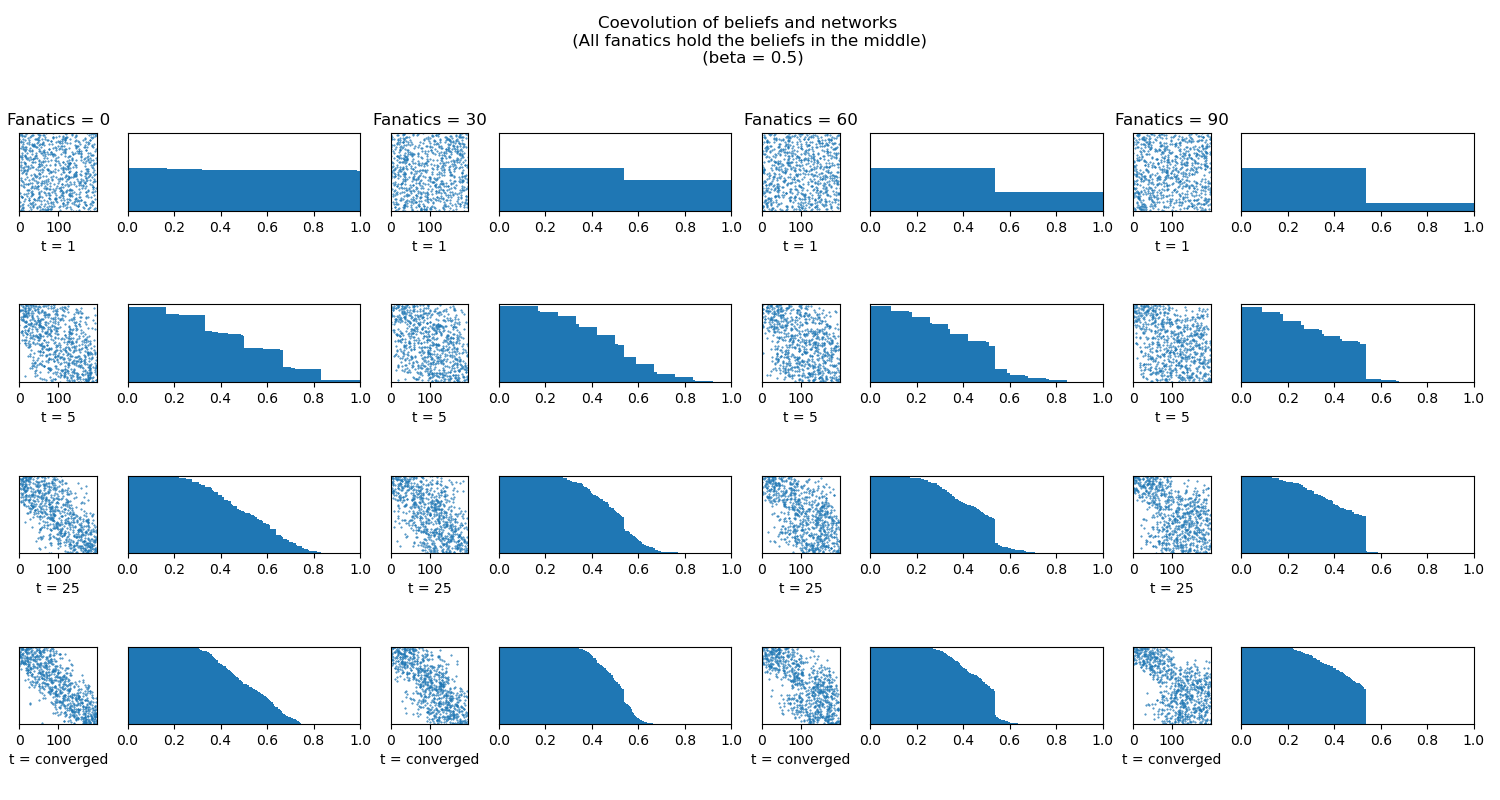 Coevolution of beliefs and networks
(All fanatics hold the beliefs in the middle)
(beta = 0.5)
Fanatics = 0 Fanatics = 30 Fanatics = 60 Fanatics = 90
0 100 0.0 0.2 0.4 0.6 0.8 1.0 0 100 0.0 0.2 0.4 0.6 0.8 1.0 0 100 0.0 0.2 0.4 0.6 0.8 1.0 0 100 0.0 0.2 0.4 0.6 0.8 1.0
t = 1 t = 1 t = 1 t = 1
0 100 0.0 0.2 0.4 0.6 0.8 1.0 0 100 0.0 0.2 0.4 0.6 0.8 1.0 0 100 0.0 0.2 0.4 0.6 0.8 1.0 0 100 0.0 0.2 0.4 0.6 0.8 1.0
t = 5 t = 5 t = 5 t = 5
0 100 0.0 0.2 0.4 0.6 0.8 1.0 0 100 0.0 0.2 0.4 0.6 0.8 1.0 0 100 0.0 0.2 0.4 0.6 0.8 1.0 0 100 0.0 0.2 0.4 0.6 0.8 1.0
t = 25 t = 25 t = 25 t = 25
0 100 0.0 0.2 0.4 0.6 0.8 1.0 0 100 0.0 0.2 0.4 0.6 0.8 1.0 0 100 0.0 0.2 0.4 0.6 0.8 1.0 0 100 0.0 0.2 0.4 0.6 0.8 1.0
t = converged t = converged t = converged t = converged